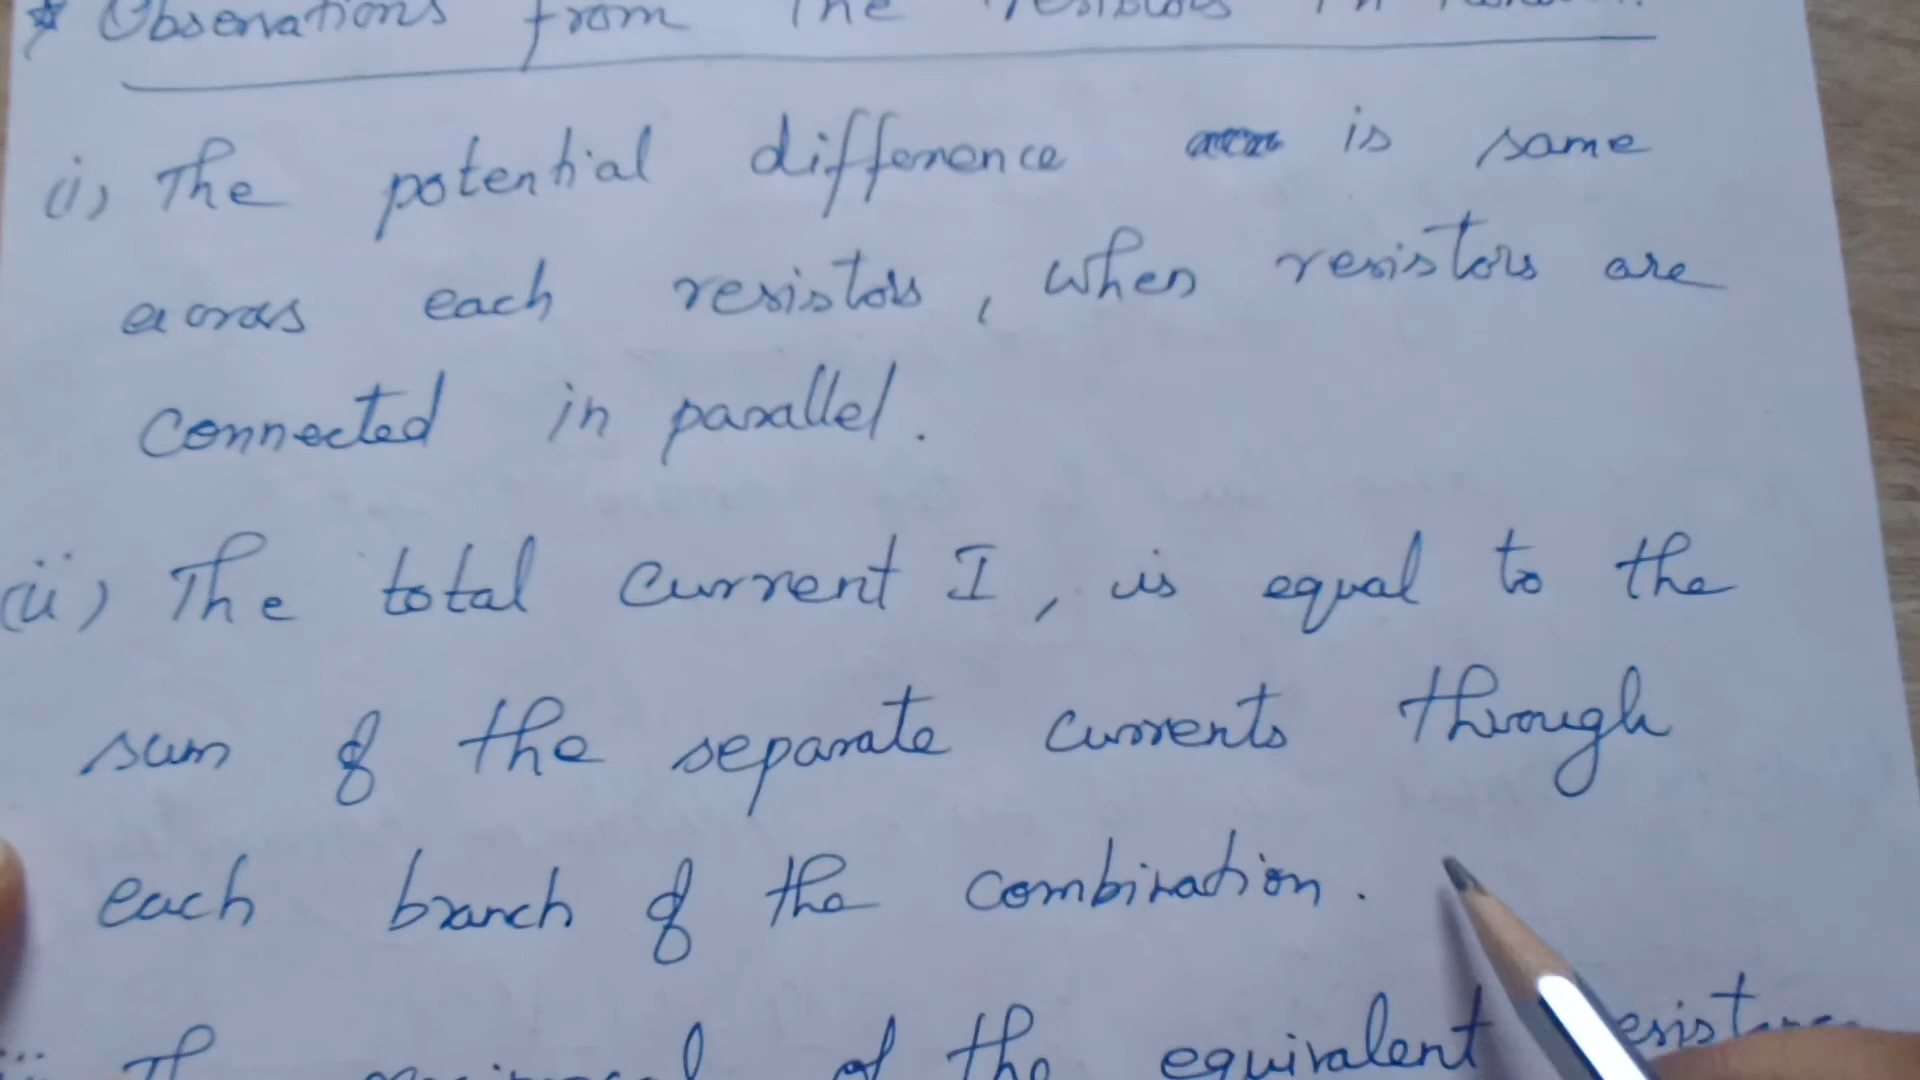 * Observations from The resistors in
(i) The potential difference is same
across each resistors, when resistors are
Connected in parallel.
(ii) The total current I, is equal to the
sum of the separate currents through
each branch of the combination.
of the equivalent